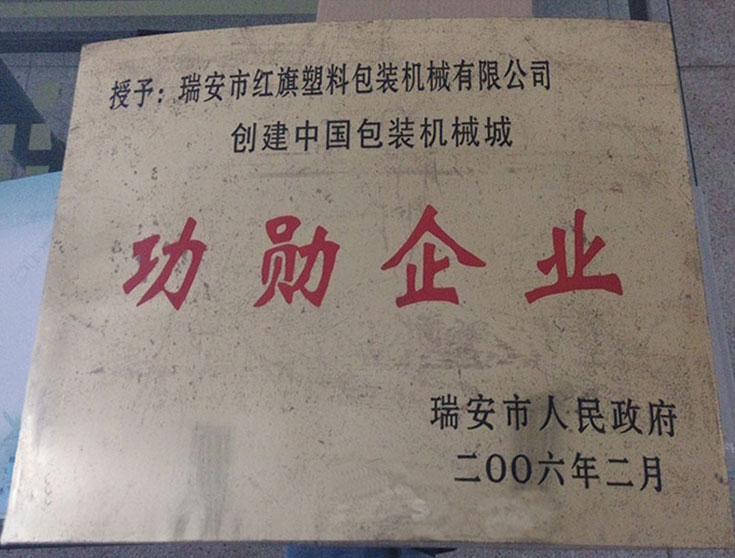 授予：瑞安市红旗塑料包装机械有限公司
创建中国包装机械城
功勋企业
瑞安市人民政府
二〇〇六年二月